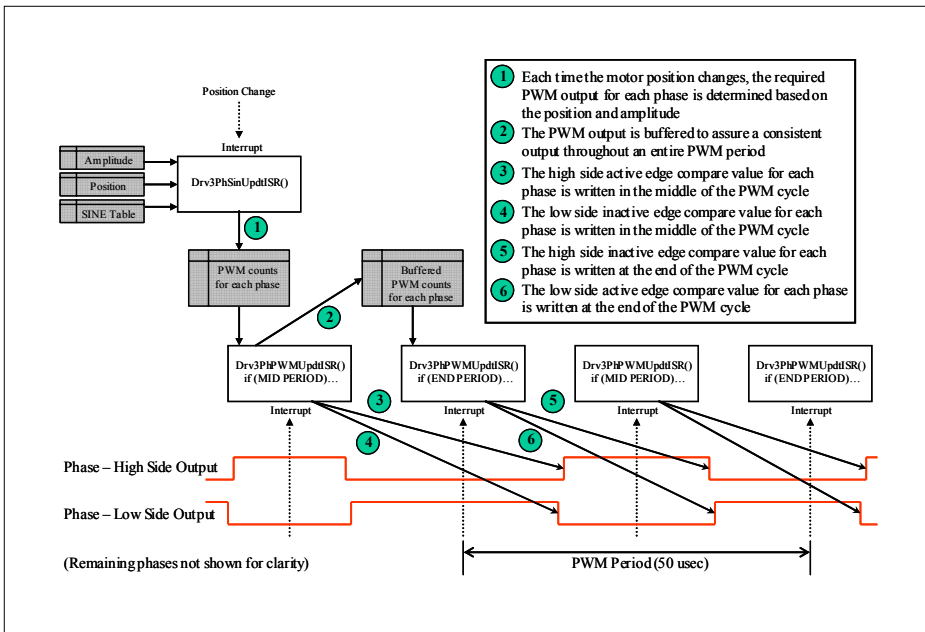 1 Each time the motor position changes, the required
PWM output for each phase is determined based on
the position and amplitude
2 The PWM output is buffered to assure a consistent
output throughout an entire PWM period
3 The high side active edge compare value for each
phase is written in the middle of the PWM cycle
4 The low side inactive edge compare value for each
phase is written in the middle of the PWM cycle
5 The high side inactive edge compare value for each
phase is written at the end of the PWM cycle
6 The low side active edge compare value for each phase
is written at the end of the PWM cycle
Position Change
Interrupt
Amplitude
Position
SINE Table
Drv3PhSinUpdtISR()
1
PWM counts
for each phase
Buffered
PWM counts
for each phase
2
Drv3PhPWMUpdtISR()
if (MID PERIOD)…
Drv3PhPWMUpdtISR()
if (END PERIOD)…
Drv3PhPWMUpdtISR()
if (MID PERIOD)…
Drv3PhPWMUpdtISR()
if (END PERIOD)…
Interrupt
3
Interrupt
5
Interrupt
Interrupt
4
6
Phase – High Side Output
Phase – Low Side Output
(Remaining phases not shown for clarity)
PWM Period (50 usec)